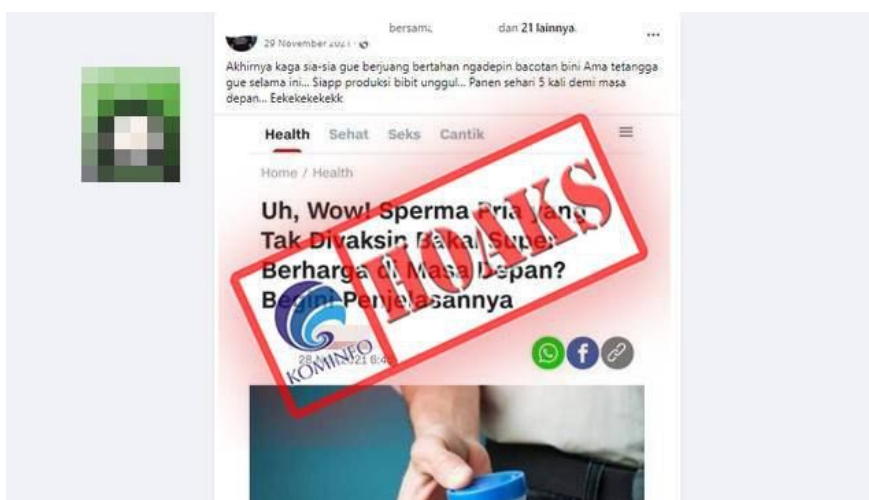 bersama dan 21 lainnya.
29 November 2021
Akhirnya kaga sia-sia gue berjuang bertahan ngadepin bacotan bini Ama tetangga
gue selama ini... Siapp produksi bibit unggul... Panen sehari 5 kali demi masa
depan... Eekekekekekk
Health Sehat Seks Cantik
Home / Health
Uh, Wow! Sperma Pria yang
Tak Divaksin Bakal Super
Berharga di Masa Depan?
Begini Penjelasannya
HOAKS
KOMINFO